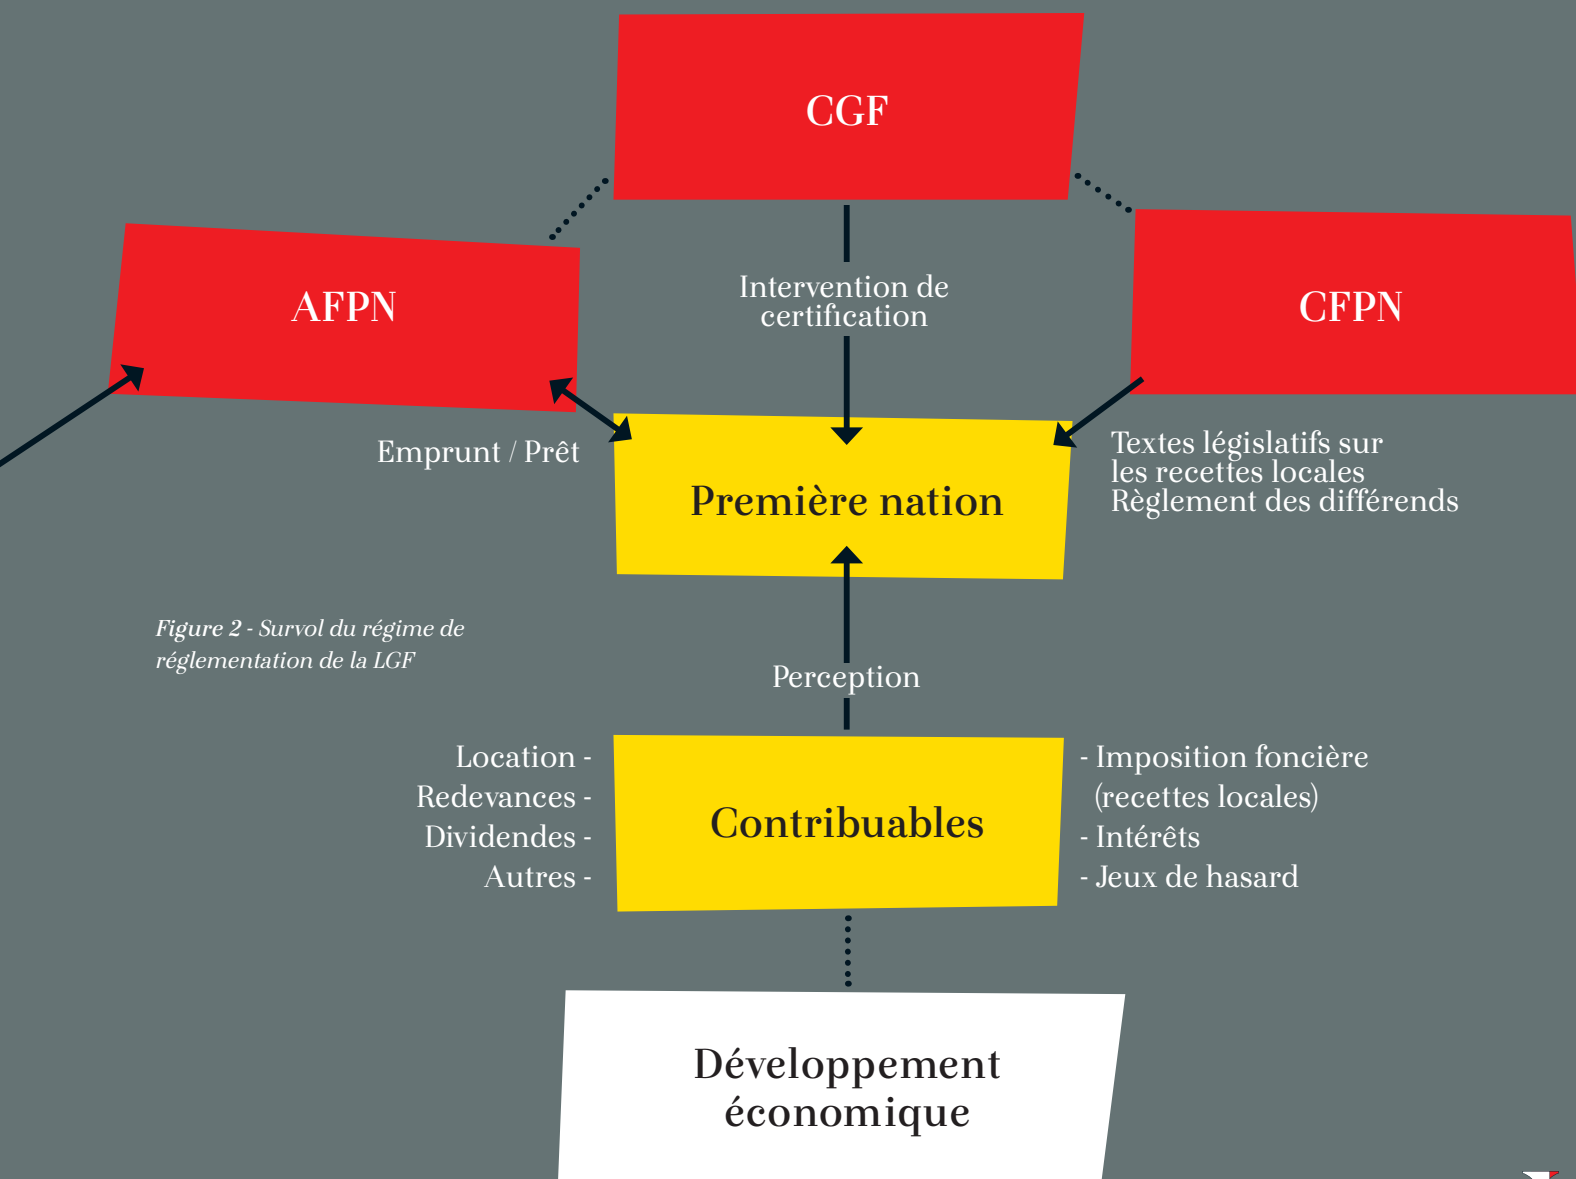 CGF
AFPN
CFPN
Intervention de
certification
Emprunt / Prêt
Textes législatifs sur
les recettes locales
Règlement des différends
Première nation
Figure 2 - Survol du régime de
réglementation de la LGF
Perception
Location -
Redevances -
Dividendes -
Autres -
Contribuables
- Imposition foncière
(recettes locales)
- Intérêts
- Jeux de hasard
Développement
économique